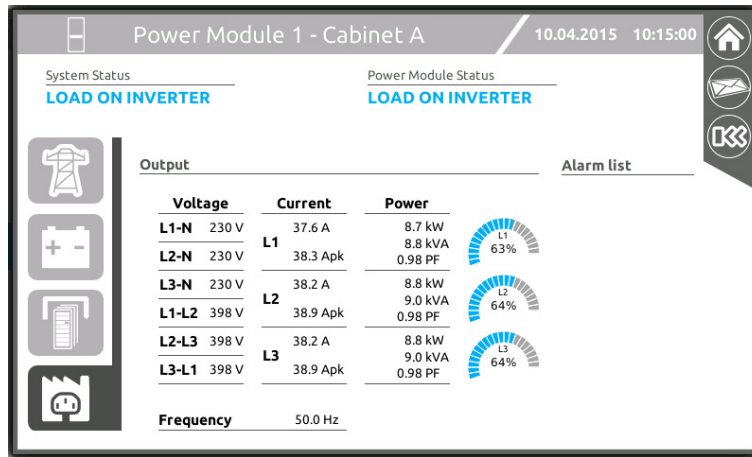 Power Module 1 - Cabinet A
10.04.2015 10:15:00
System Status
LOAD ON INVERTER
Power Module Status
LOAD ON INVERTER
Output
Alarm list
Voltage Current Power
L1-N 230 V
L2-N 230 V
L3-N 230 V
L1-L2 398 V
L2-L3 398 V
L3-L1 398 V
L1
37.6 A
38.3 Apk
L2
38.2 A
38.9 Apk
L3
38.2 A
38.9 Apk
8.7 kW
8.8 kVA
0.98 PF
8.8 kW
9.0 kVA
0.98 PF
8.8 kW
9.0 kVA
0.98 PF
L1
63%
L2
64%
L3
64%
Frequency 50.0 Hz
+ -